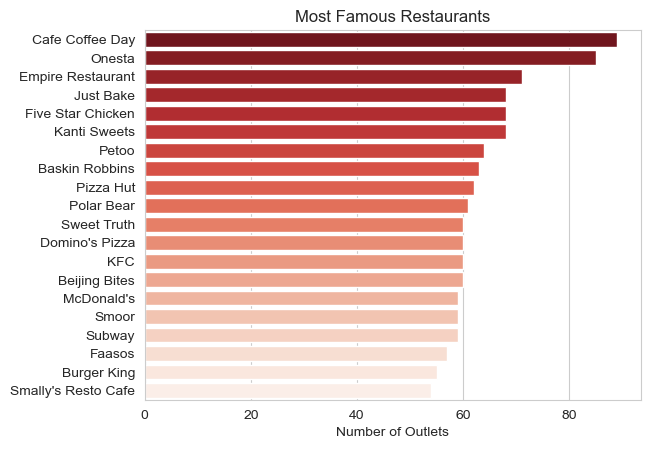 Most Famous Restaurants
Cafe Coffee Day
Onesta
Empire Restaurant
Just Bake
Five Star Chicken
Kanti Sweets
Petoo
Baskin Robbins
Pizza Hut
Polar Bear
Sweet Truth
Domino's Pizza
KFC
Beijing Bites
McDonald's
Smoor
Subway
Faasos
Burger King
Smally's Resto Cafe
0 20 40 60 80
Number of Outlets